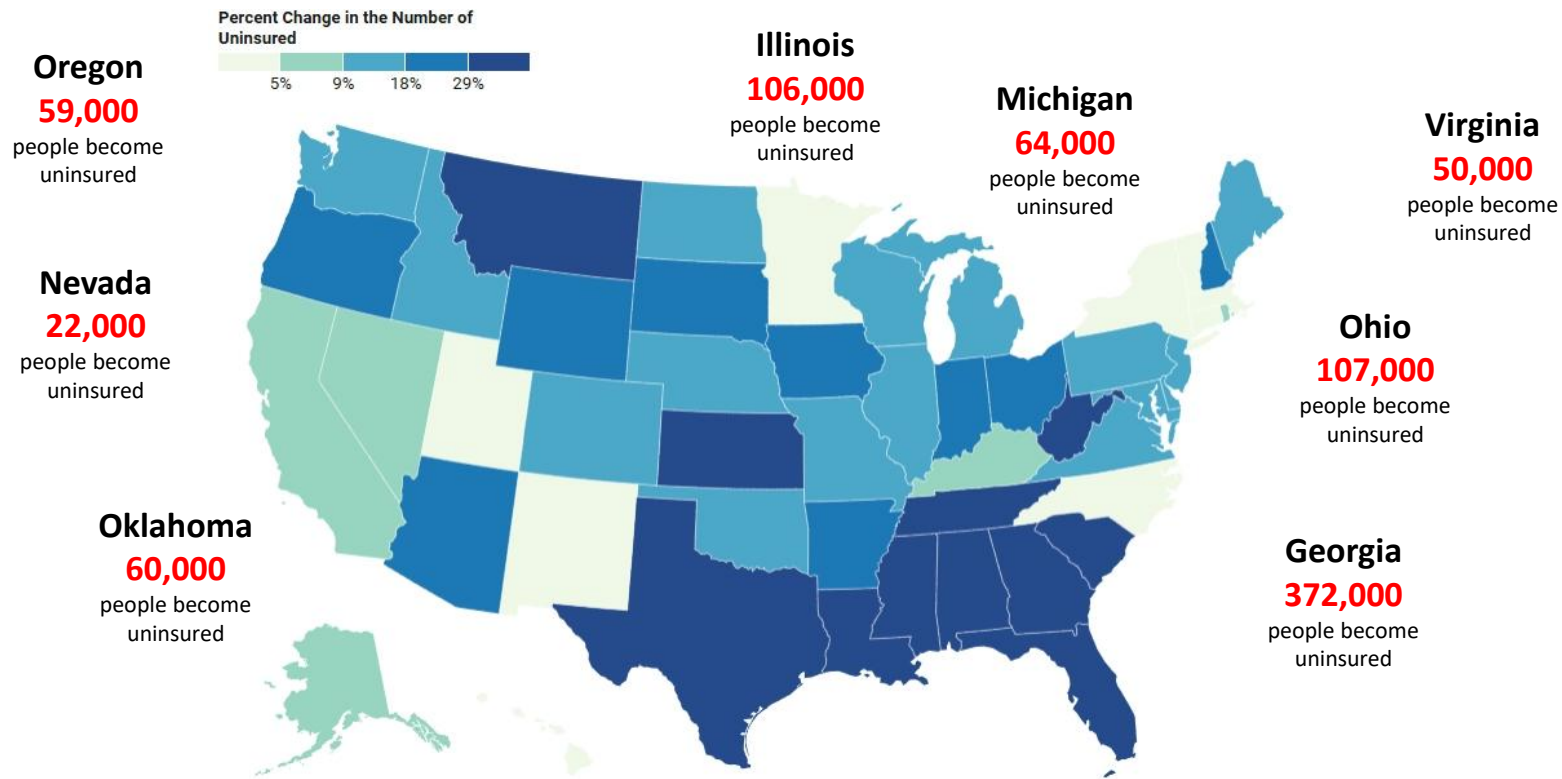 Percent Change in the Number of
Uninsured
5%
9%
18%
29%
Oregon
59,000
people become
uninsured
Illinois
106,000
people become
uninsured
Michigan
64,000
people become
uninsured
Virginia
50,000
people become
uninsured
Nevada
22,000
people become
uninsured
Ohio
107,000
people become
uninsured
Oklahoma
60,000
people become
uninsured
Georgia
372,000
people become
uninsured